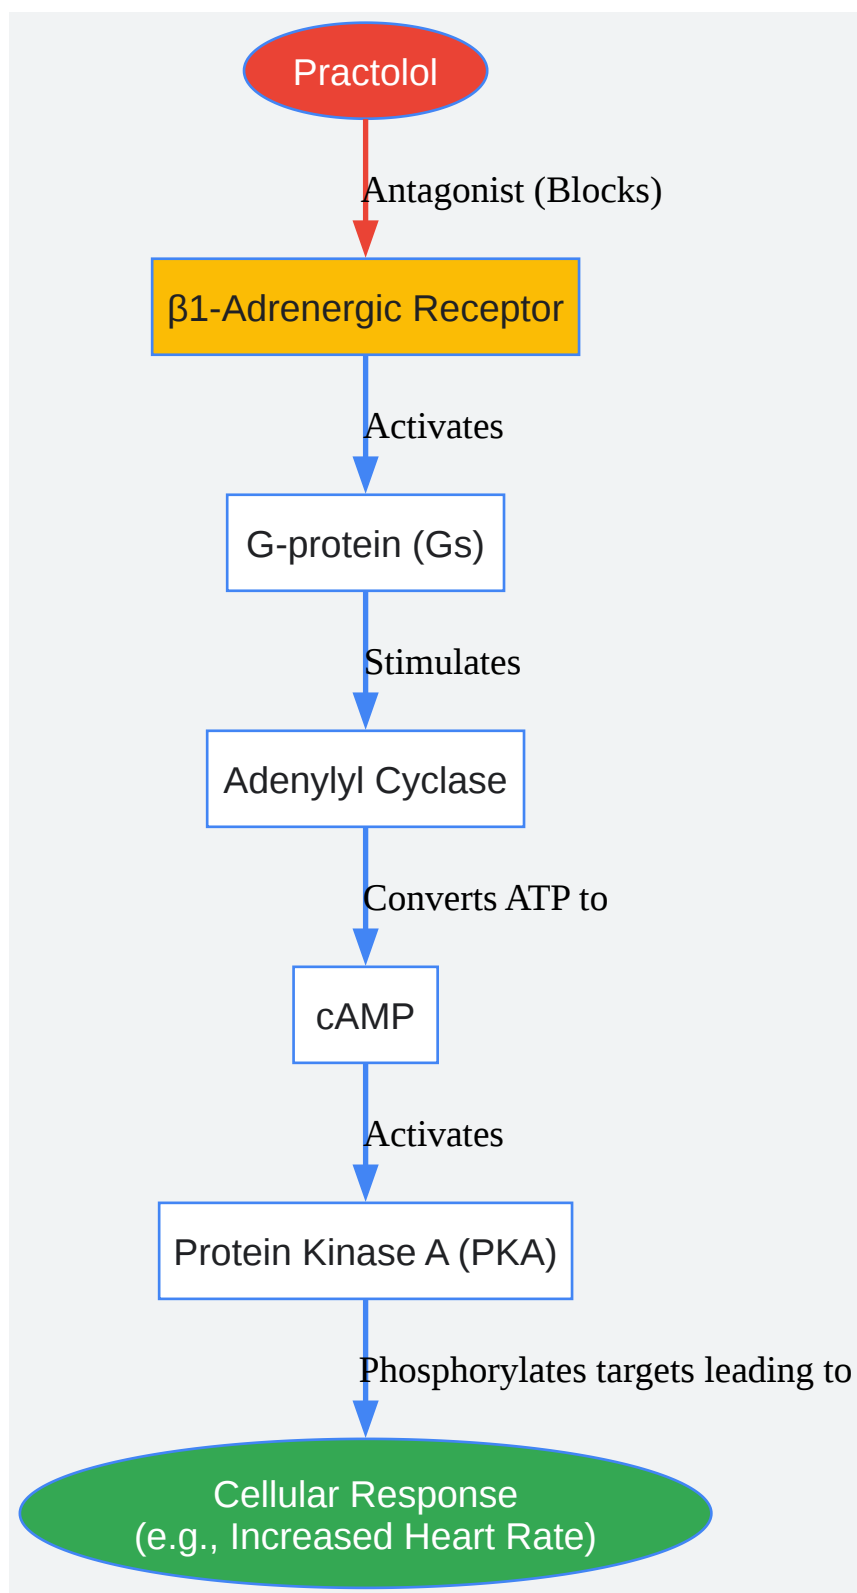 Practolol
Antagonist (Blocks)
β1-Adrenergic Receptor
Activates
G-protein (Gs)
Stimulates
Adenylyl Cyclase
Converts ATP to
cAMP
Activates
Protein Kinase A (PKA)
Phosphorylates targets leading to
Cellular Response
(e.g., Increased Heart Rate)